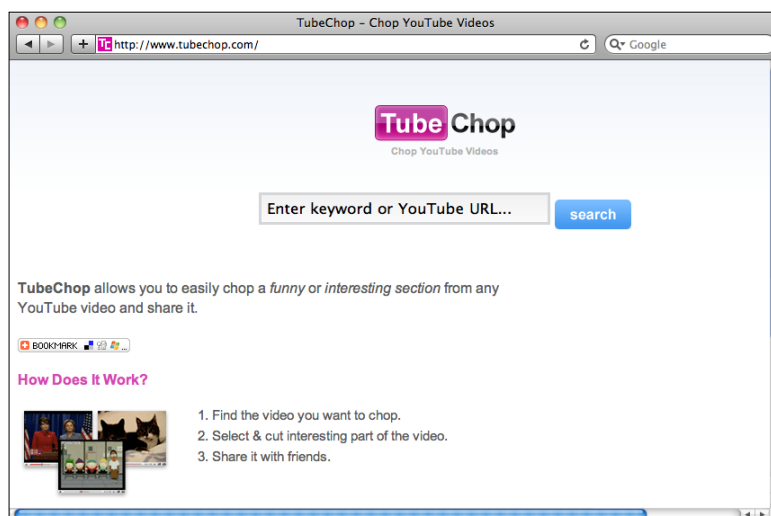 TubeChop – Chop YouTube Videos
http://www.tubechop.com/
Google
Tube Chop
Chop YouTube Videos
Enter keyword or YouTube URL...
search
TubeChop allows you to easily chop a funny or interesting section from any
YouTube video and share it.
BOOKMARK
How Does It Work?
1. Find the video you want to chop.
2. Select & cut interesting part of the video.
3. Share it with friends.